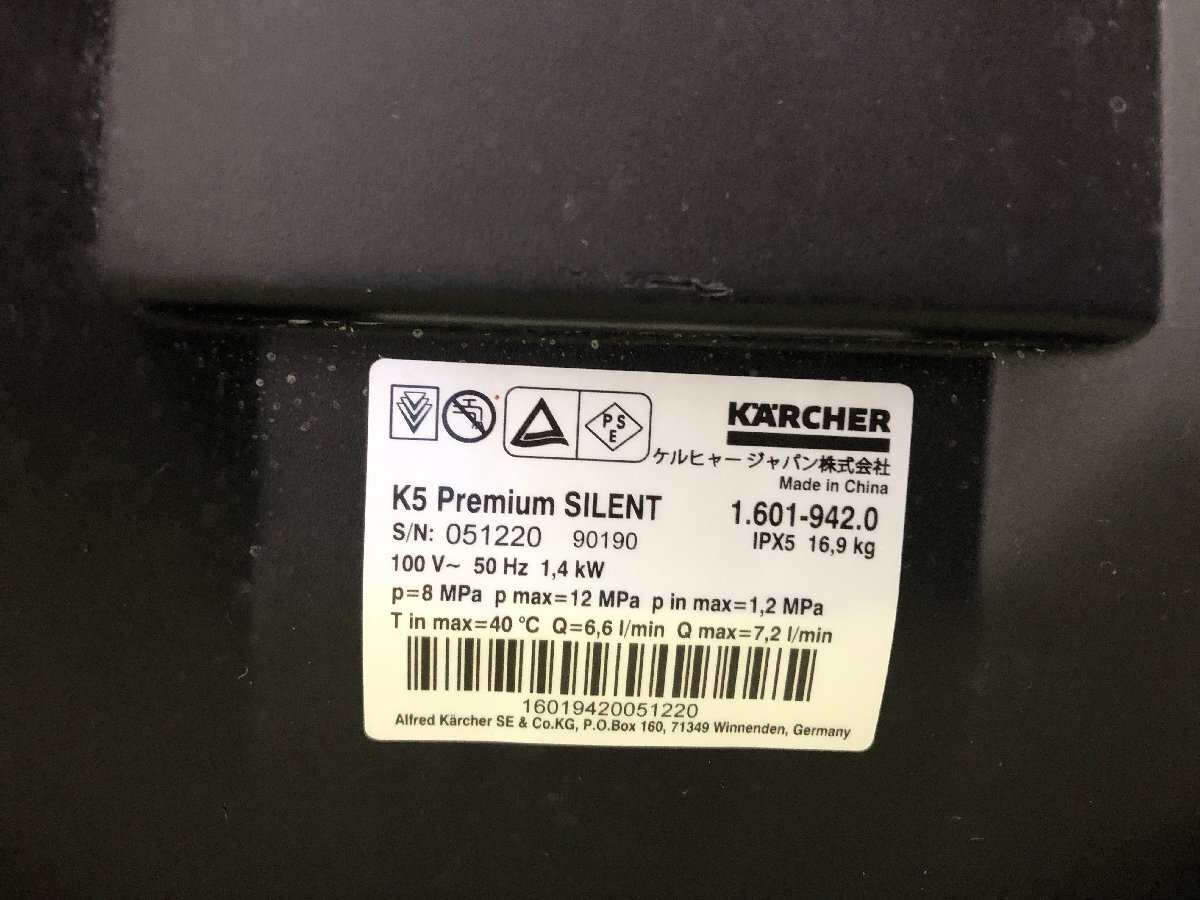 PSE
KÄRCHER
ケルヒャー ジャパン株式会社
Made in China
K5 Premium SILENT 1.601-942.0
S/N: 051220 90190 IPX5 16,9 kg
100 V~ 50 Hz 1,4 kW
p=8 MPa p max=12 MPa p in max=1,2 MPa
T in max=40 °C Q=6,6 l/min Q max=7,2 l/min
16019420051220
Alfred Kärcher SE & Co.KG, P.O.Box 160, 71349 Winnenden, Germany